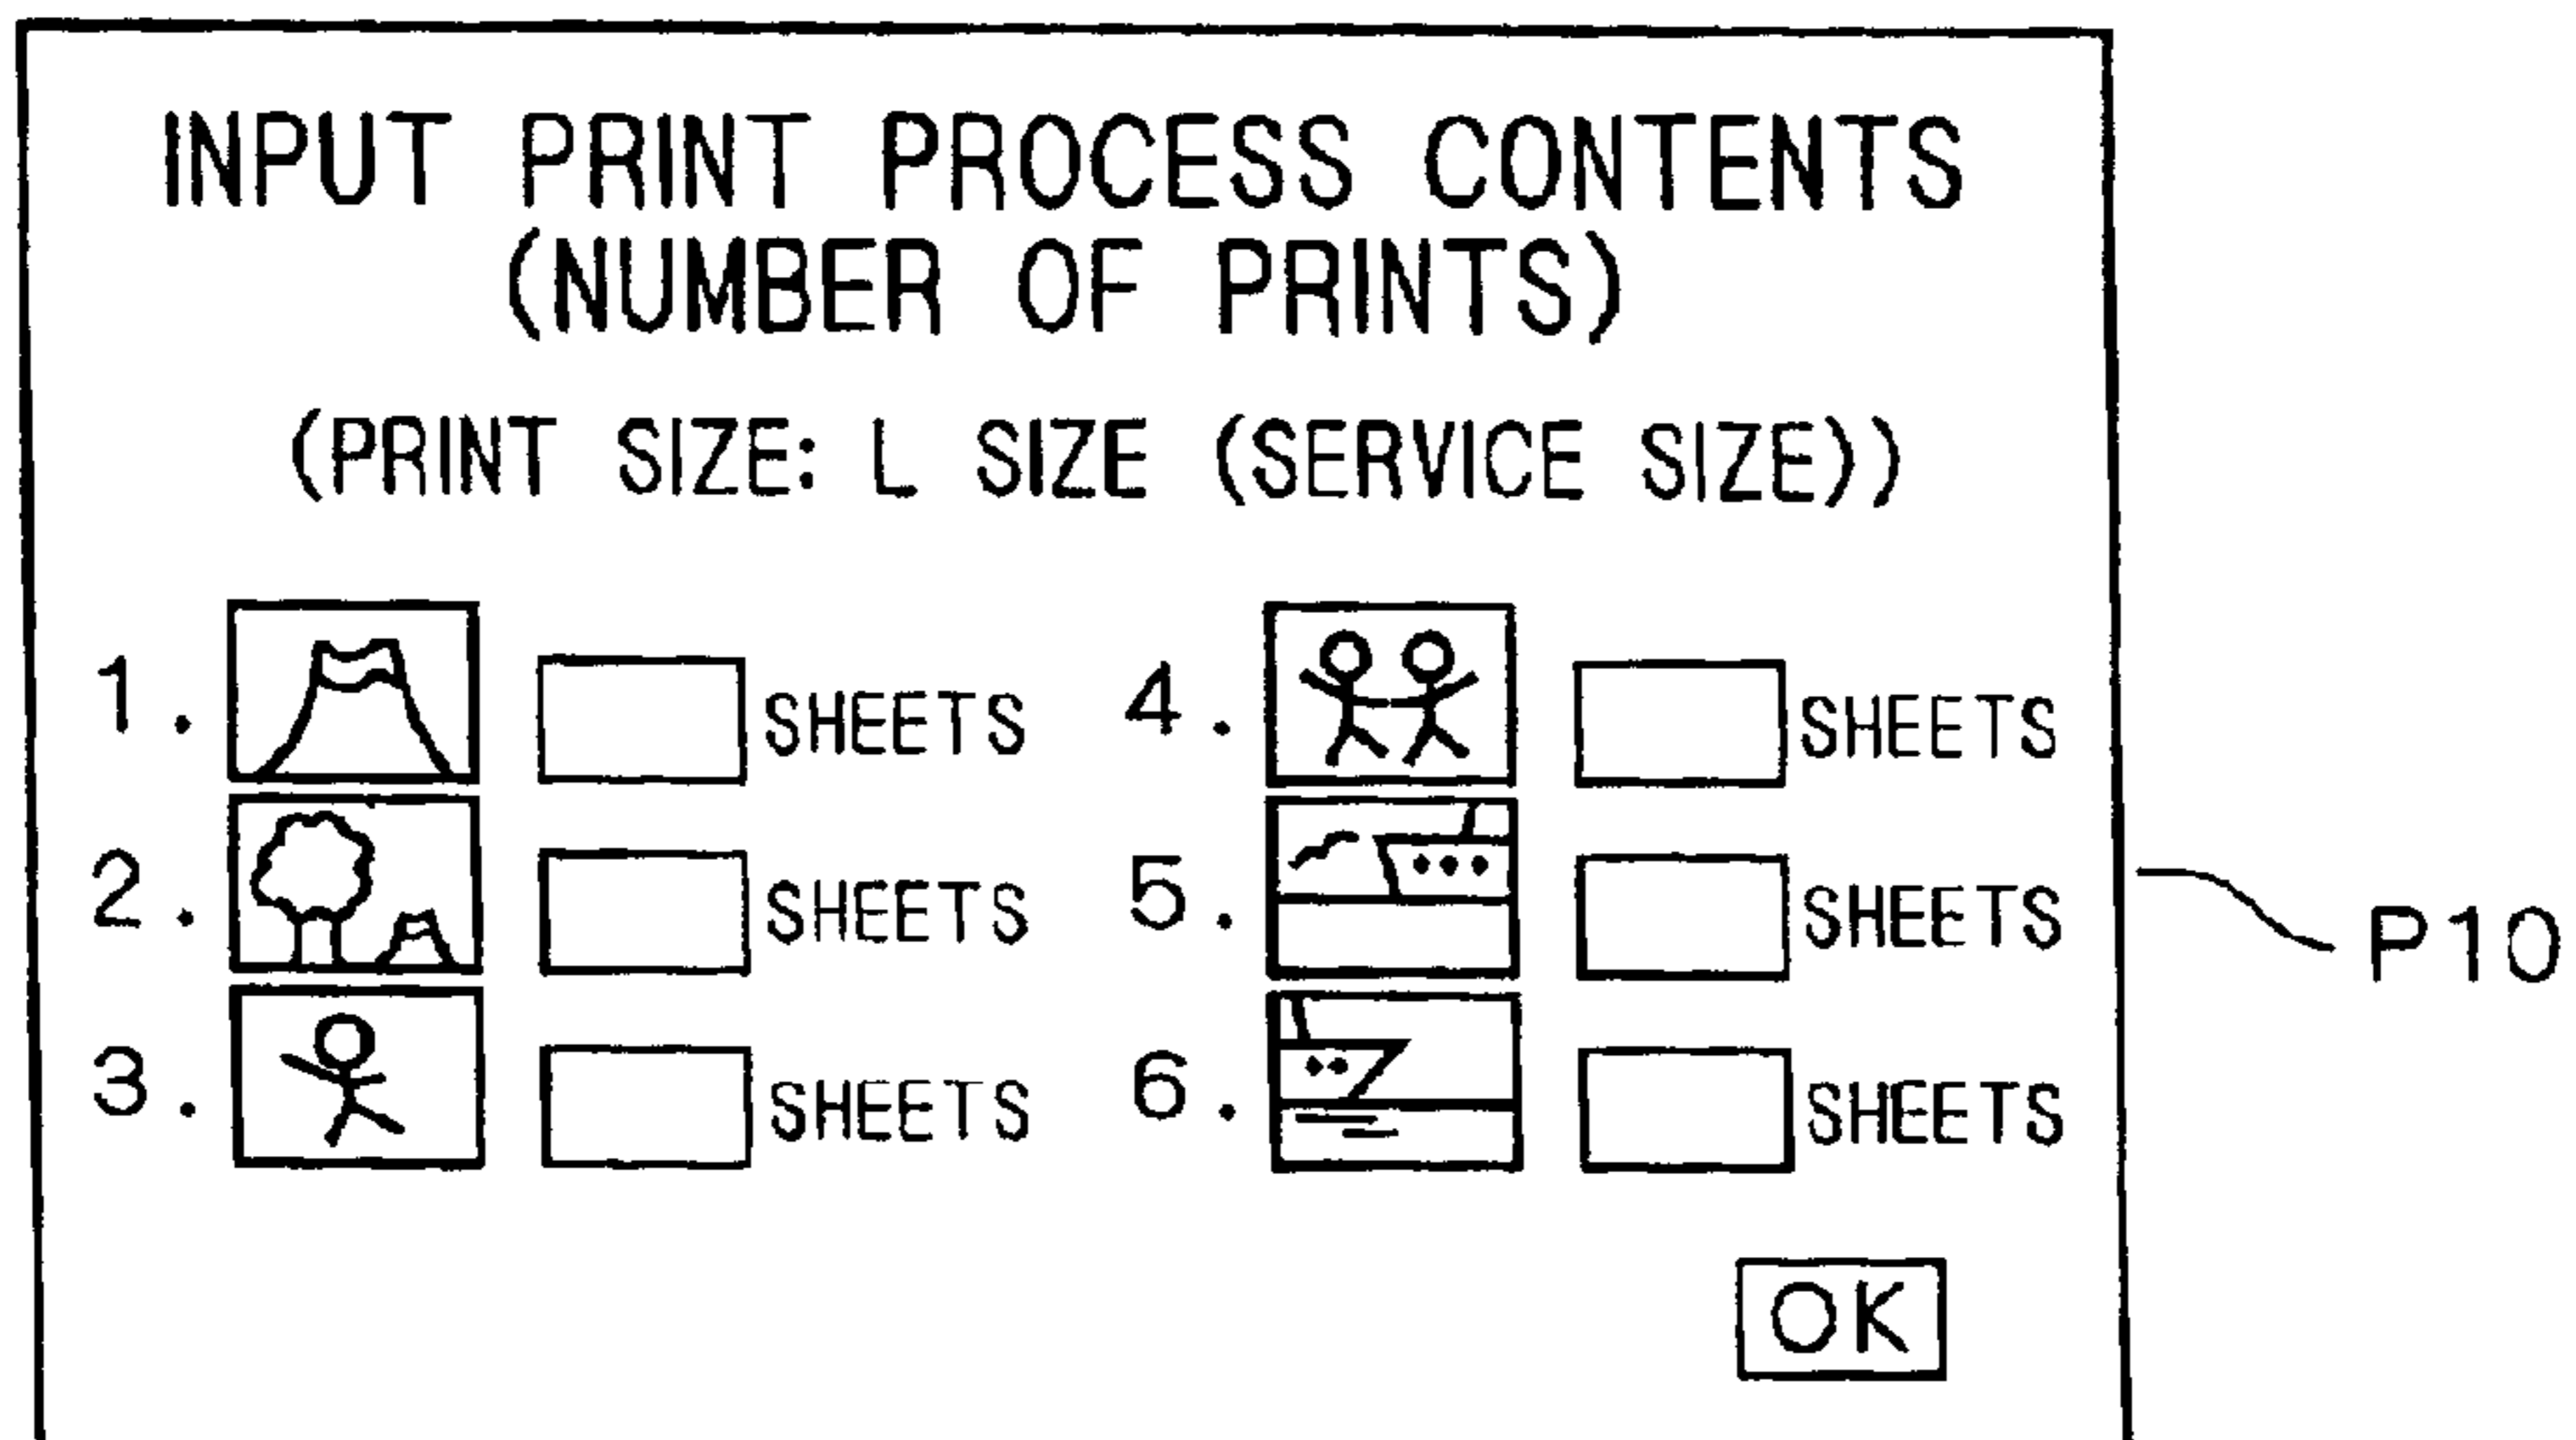 INPUT PRINT PROCESS CONTENTS
(NUMBER OF PRINTS)
(PRINT SIZE: L SIZE (SERVICE SIZE))
1. SHEETS
2. SHEETS
3. SHEETS
4. SHEETS
5. SHEETS
6. SHEETS
OK
P10